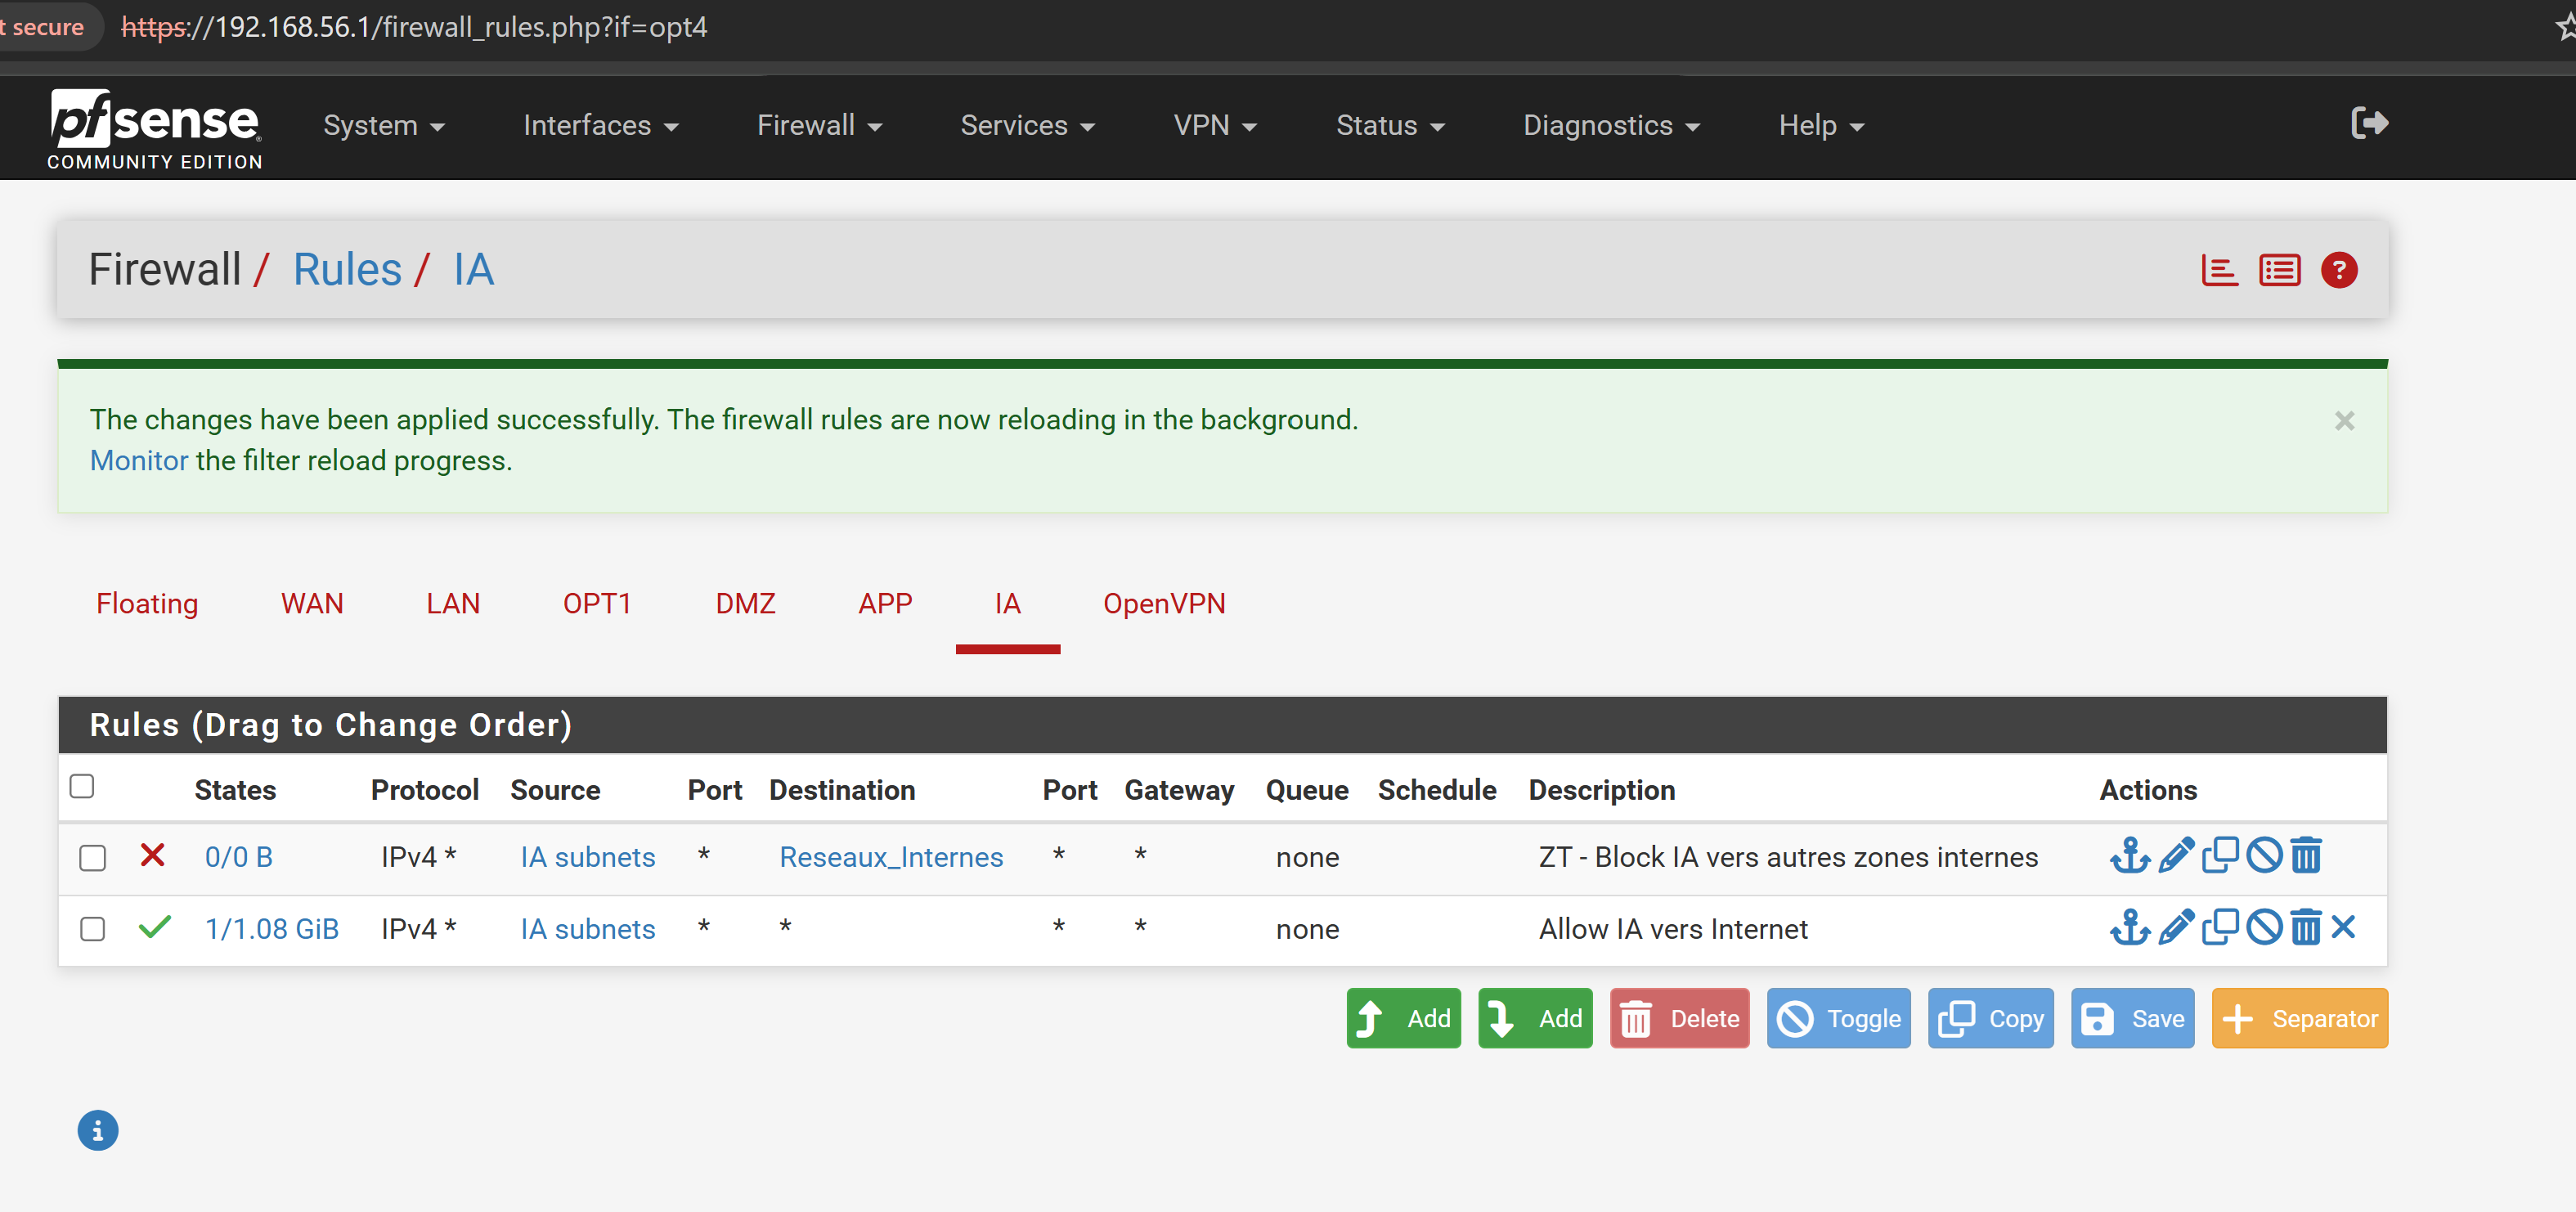 t secure https://192.168.56.1/firewall_rules.php?if=opt4
pfsense System Interfaces Firewall Services VPN Status Diagnostics Help
COMMUNITY EDITION
Firewall / Rules / IA
The changes have been applied successfully. The firewall rules are now reloading in the background.
Monitor the filter reload progress.
Floating WAN LAN OPT1 DMZ APP IA OpenVPN
Rules (Drag to Change Order)
States Protocol Source Port Destination Port Gateway Queue Schedule Description Actions
0/0 B IPv4 * IA subnets * Reseaux_Internes * * none ZT - Block IA vers autres zones internes
1/1.08 GiB IPv4 * IA subnets * * * * none Allow IA vers Internet
Add Add Delete Toggle Copy Save Separator